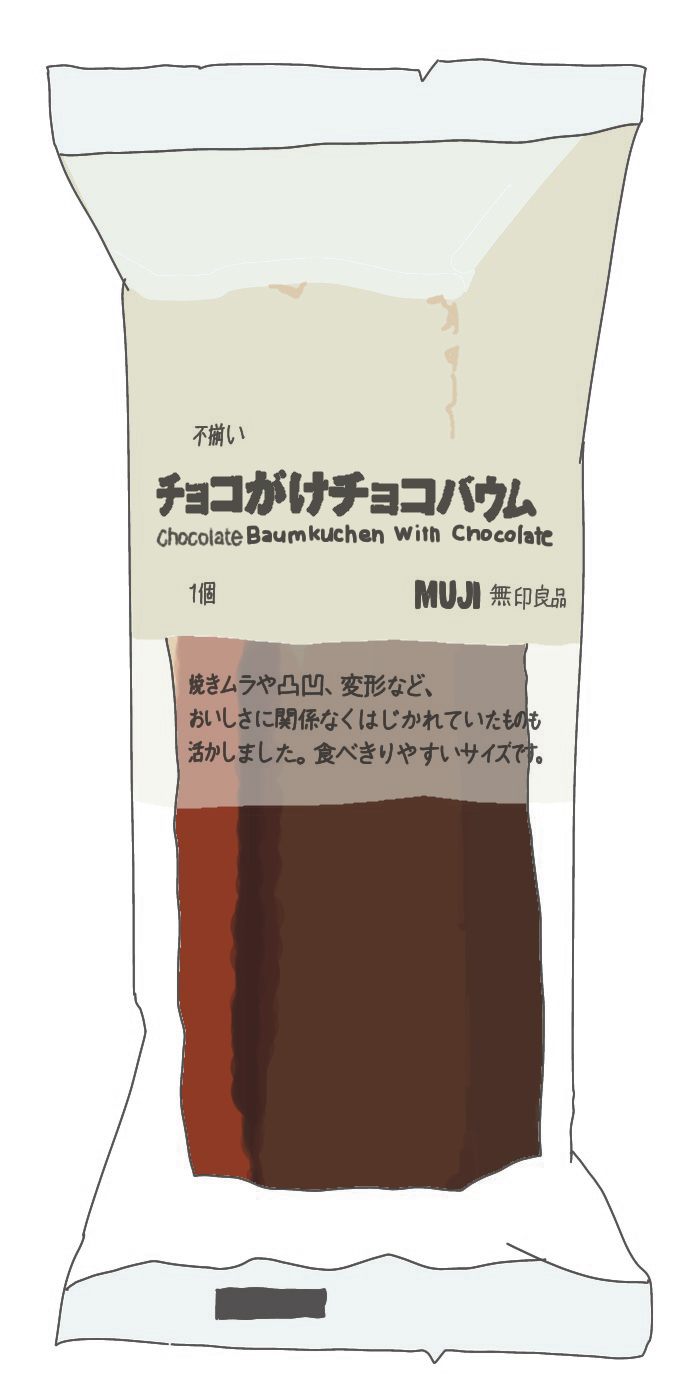 不揃い
チョコがけチョコバウム
Chocolate Baumkuchen With Chocolate
1個
MUJI 無印良品
焼きムラや凸凹、変形など、
おいしさに関係なくはじかれていたものも
活かしました。食べきりやすいサイズです。